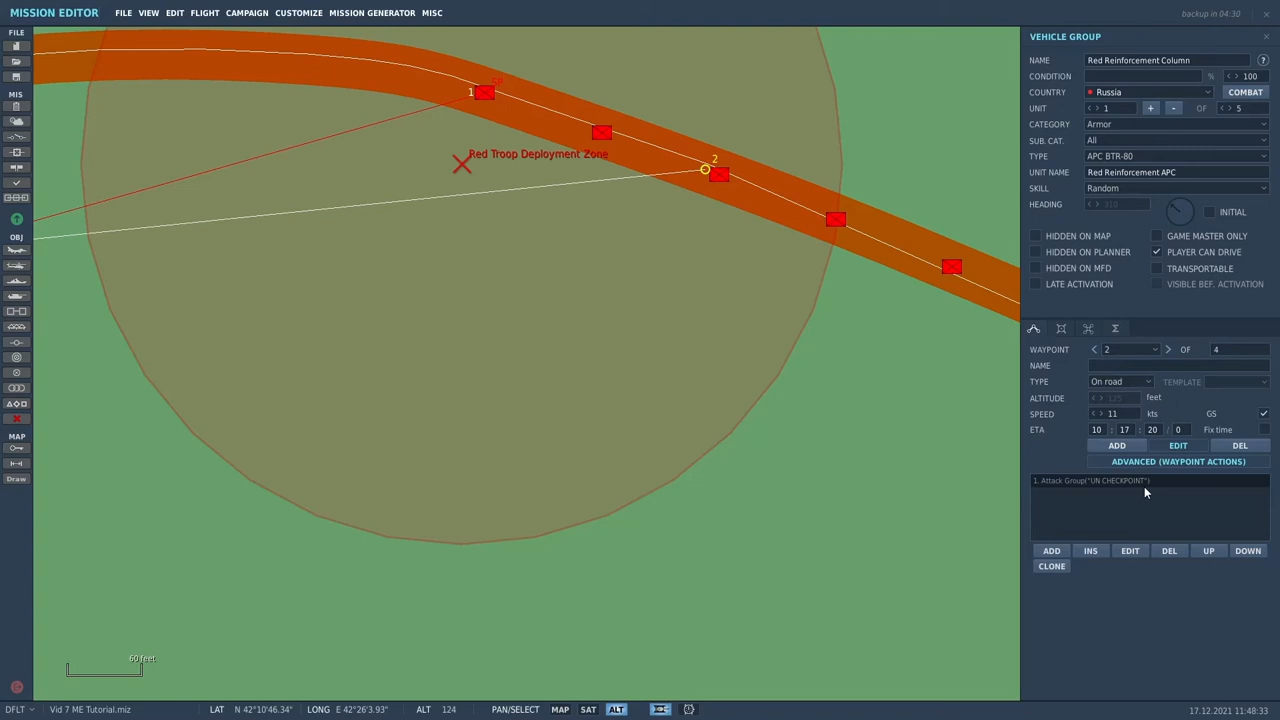 MISSION EDITOR FILE VIEW EDIT FLIGHT CAMPAIGN CUSTOMIZE MISSION GENERATOR MISC backup in 04:30
FILE
MIS
OBJ
MAP
Draw
1 SP
Red Troop Deployment Zone
2
60 feet
VEHICLE GROUP
NAME Red Reinforcement Column ?
CONDITION % 100
COUNTRY Russia COMBAT
UNIT 1 + - OF 5
CATEGORY Armor
SUB. CAT. All
TYPE APC BTR-80
UNIT NAME Red Reinforcement APC
SKILL Random
HEADING 310 INITIAL
HIDDEN ON MAP GAME MASTER ONLY
HIDDEN ON PLANNER PLAYER CAN DRIVE
HIDDEN ON MFD TRANSPORTABLE
LATE ACTIVATION VISIBLE BEF. ACTIVATION
WAYPOINT 2 OF 4
NAME
TYPE On road TEMPLATE
ALTITUDE 125 feet
SPEED 11 kts GS
ETA 10 : 17 : 20 / 0 Fix time
ADD EDIT DEL
ADVANCED (WAYPOINT ACTIONS)
1. Attack Group("UN CHECKPOINT")
ADD INS EDIT DEL UP DOWN
CLONE
DFLT Vid 7 ME Tutorial.miz LAT N 42°10'46.34" LONG E 42°26'3.93" ALT 124 PAN/SELECT MAP SAT ALT 17.12.2021 11:48:33